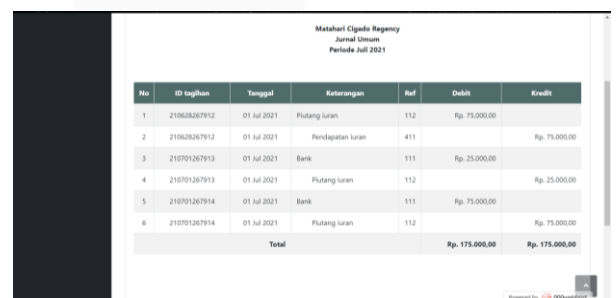 Matahari Cigado Regency
Jurnal Umum
Periode Juli 2021
No ID tagihan Tanggal Keterangan Ref Debit Kredit
1 210628267912 01 Jul 2021 Piutang iuran 112 Rp. 75.000,00
2 210628267912 01 Jul 2021 Pendapatan iuran 411 Rp. 75.000,00
3 210701267913 01 Jul 2021 Bank 111 Rp. 25.000,00
4 210701267913 01 Jul 2021 Piutang iuran 112 Rp. 25.000,00
5 210701267914 01 Jul 2021 Bank 111 Rp. 75.000,00
6 210701267914 01 Jul 2021 Piutang iuran 112 Rp. 75.000,00
Total Rp. 175.000,00 Rp. 175.000,00
Powered by 000webhost